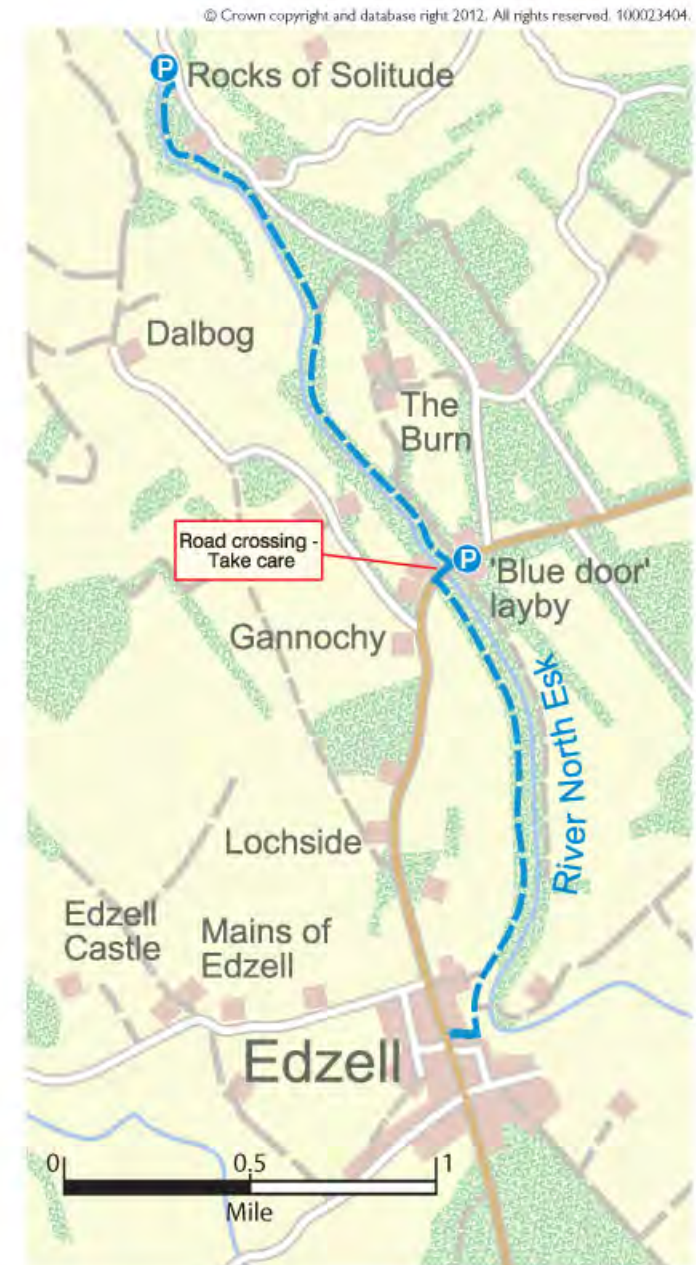 © Crown copyright and database right 2012. All rights reserved. 100023404.
P Rocks of Solitude
Dalbog
The
Burn
Road crossing -
Take care
P 'Blue door'
layby
Gannochy
River North Esk
Lochside
Edzell
Castle
Mains of
Edzell
Edzell
0 0.5 1
Mile